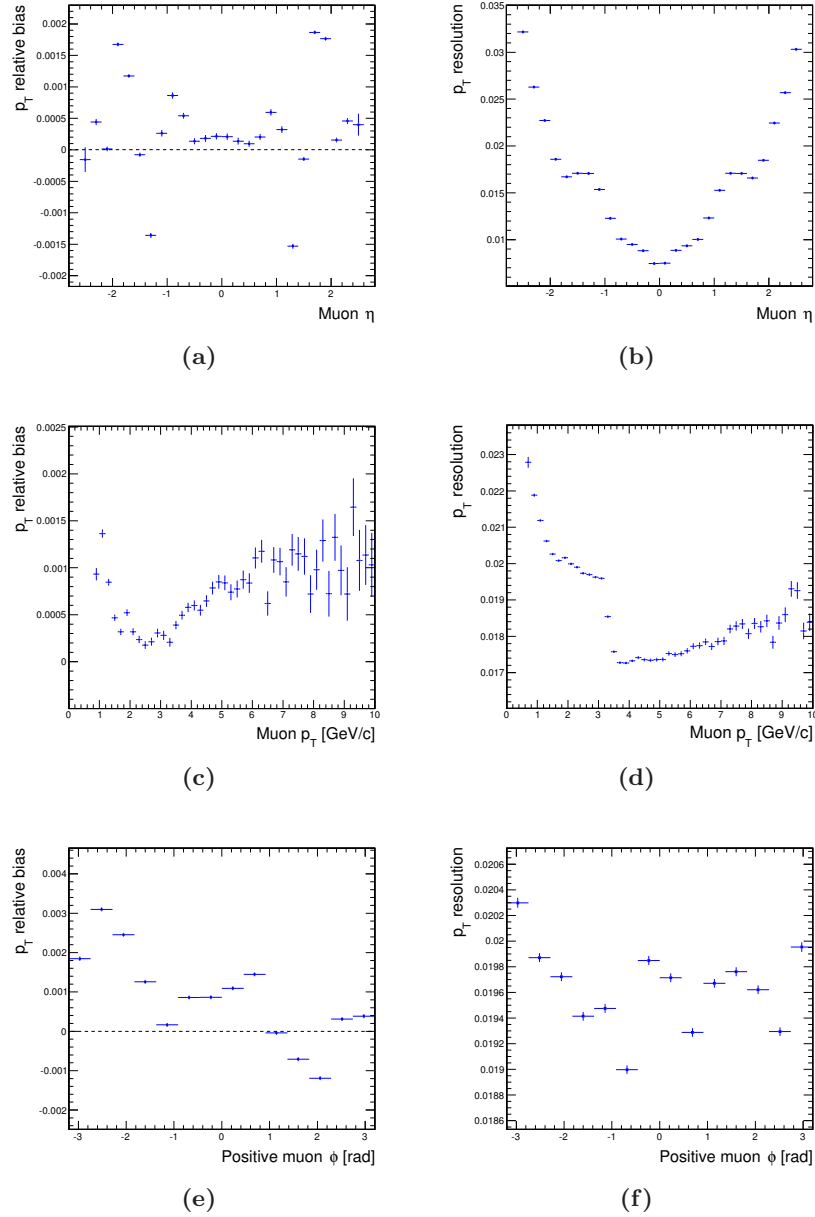 p_T relative bias
0.002
0.0015
0.001
0.0005
0
-0.0005
-0.001
-0.0015
-0.002
-2 -1 0 1 2
Muon η
(a)
p_T resolution
0.035
0.03
0.025
0.02
0.015
0.01
-2 -1 0 1 2
Muon η
(b)
p_T relative bias
0.0025
0.002
0.0015
0.001
0.0005
0
0 1 2 3 4 5 6 7 8 9 10
Muon p_T [GeV/c]
(c)
p_T resolution
0.023
0.022
0.021
0.02
0.019
0.018
0.017
0 1 2 3 4 5 6 7 8 9 10
Muon p_T [GeV/c]
(d)
p_T relative bias
0.004
0.003
0.002
0.001
0
-0.001
-0.002
-3 -2 -1 0 1 2 3
Positive muon ϕ [rad]
(e)
p_T resolution
0.0206
0.0204
0.0202
0.02
0.0198
0.0196
0.0194
0.0192
0.019
0.0188
0.0186
-3 -2 -1 0 1 2 3
Positive muon ϕ [rad]
(f)